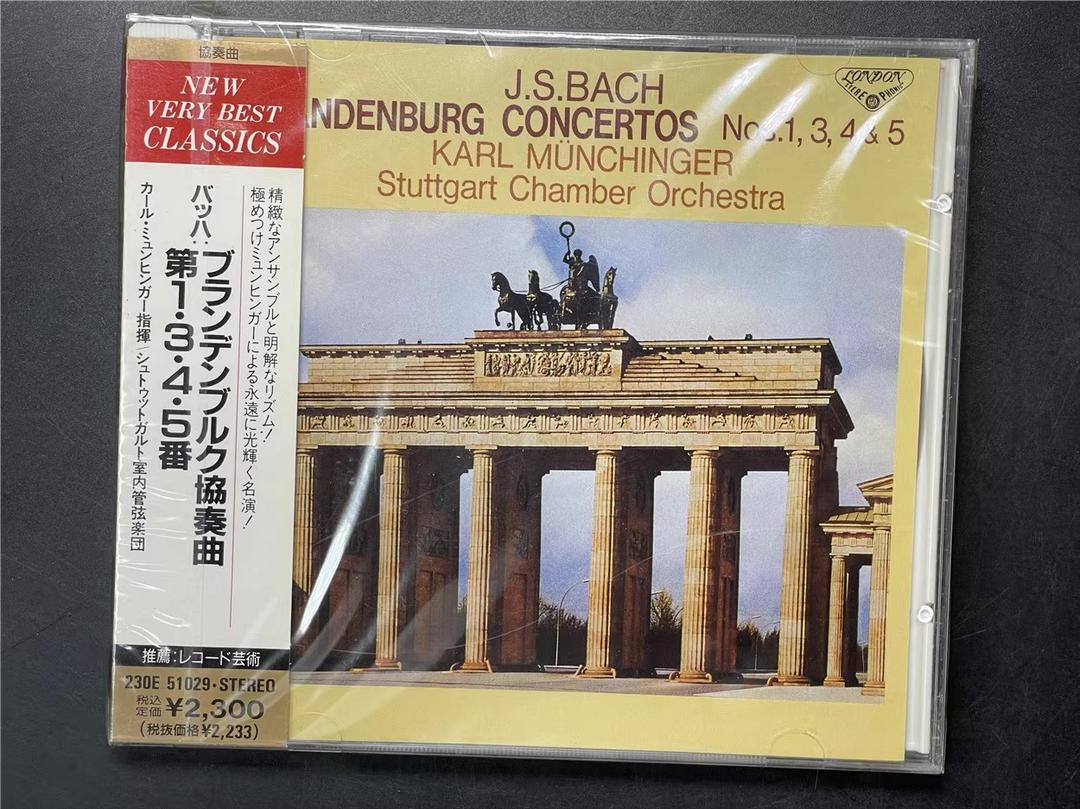 協奏曲
NEW
VERY BEST
CLASSICS
精緻なアンサンブルと明解なリズム!
極めつけミュンヒンガーによる永遠に光輝く名演!
バッハ:
ブランデンブルク協奏曲
第1・3・4・5番
カール・ミュンヒンガー指揮/シュトゥットガルト室内管弦楽団
推薦:レコード芸術
230E 51029・STEREO
税込
定価 ¥2,300
(税抜価格¥2,233)
J.S.BACH
NDENBURG CONCERTOS Nos.1, 3, 4 & 5
KARL MÜNCHINGER
Stuttgart Chamber Orchestra
LONDON
STEREOPHONIC